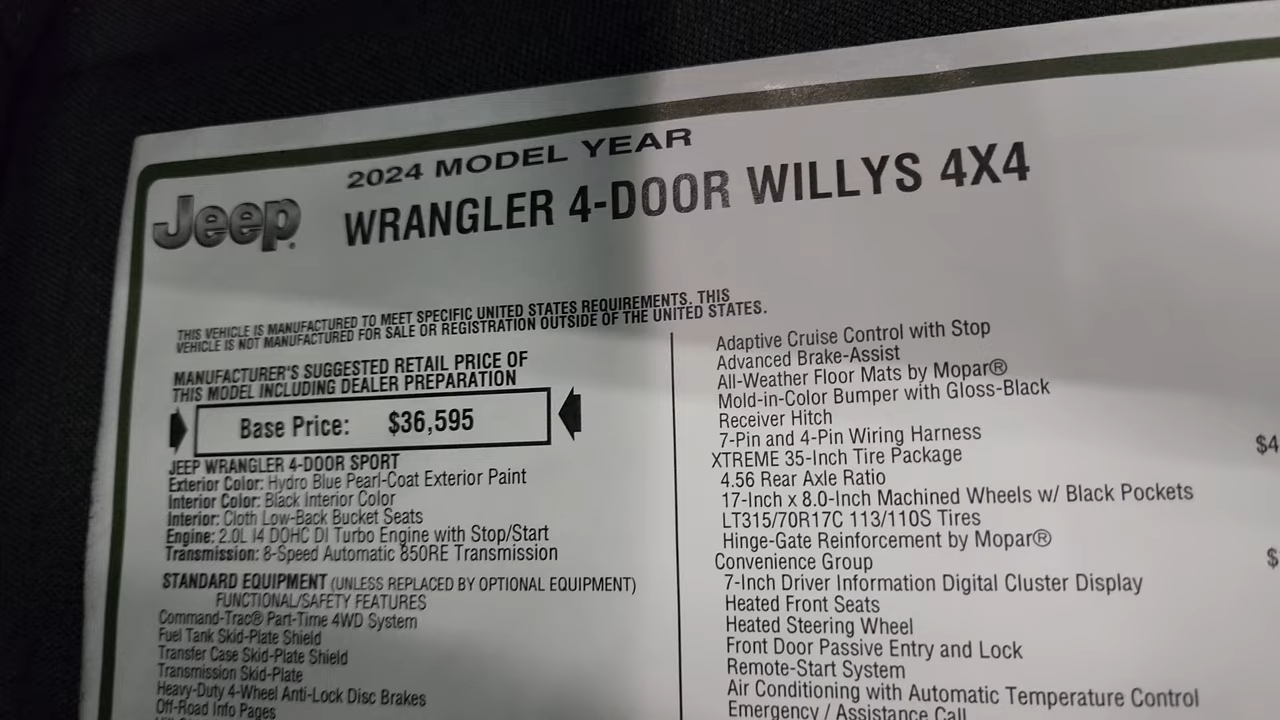 2024 MODEL YEAR
Jeep®
WRANGLER 4-DOOR WILLYS 4X4
THIS VEHICLE IS MANUFACTURED TO MEET SPECIFIC UNITED STATES REQUIREMENTS. THIS
VEHICLE IS NOT MANUFACTURED FOR SALE OR REGISTRATION OUTSIDE OF THE UNITED STATES.
MANUFACTURER'S SUGGESTED RETAIL PRICE OF
THIS MODEL INCLUDING DEALER PREPARATION
Base Price: $36,595
JEEP WRANGLER 4-DOOR SPORT
Exterior Color: Hydro Blue Pearl-Coat Exterior Paint
Interior Color: Black Interior Color
Interior: Cloth Low-Back Bucket Seats
Engine: 2.0L I4 DOHC DI Turbo Engine with Stop/Start
Transmission: 8-Speed Automatic 850RE Transmission
STANDARD EQUIPMENT (UNLESS REPLACED BY OPTIONAL EQUIPMENT)
FUNCTIONAL/SAFETY FEATURES
Command-Trac® Part-Time 4WD System
Fuel Tank Skid-Plate Shield
Transfer Case Skid-Plate Shield
Transmission Skid-Plate
Heavy-Duty 4-Wheel Anti-Lock Disc Brakes
Off-Road Info Pages
Adaptive Cruise Control with Stop
Advanced Brake-Assist
All-Weather Floor Mats by Mopar®
Mold-in-Color Bumper with Gloss-Black
Receiver Hitch
7-Pin and 4-Pin Wiring Harness
XTREME 35-Inch Tire Package $4
4.56 Rear Axle Ratio
17-Inch x 8.0-Inch Machined Wheels w/ Black Pockets
LT315/70R17C 113/110S Tires
Hinge-Gate Reinforcement by Mopar®
Convenience Group $
7-Inch Driver Information Digital Cluster Display
Heated Front Seats
Heated Steering Wheel
Front Door Passive Entry and Lock
Remote-Start System
Air Conditioning with Automatic Temperature Control
Emergency / Assistance Call